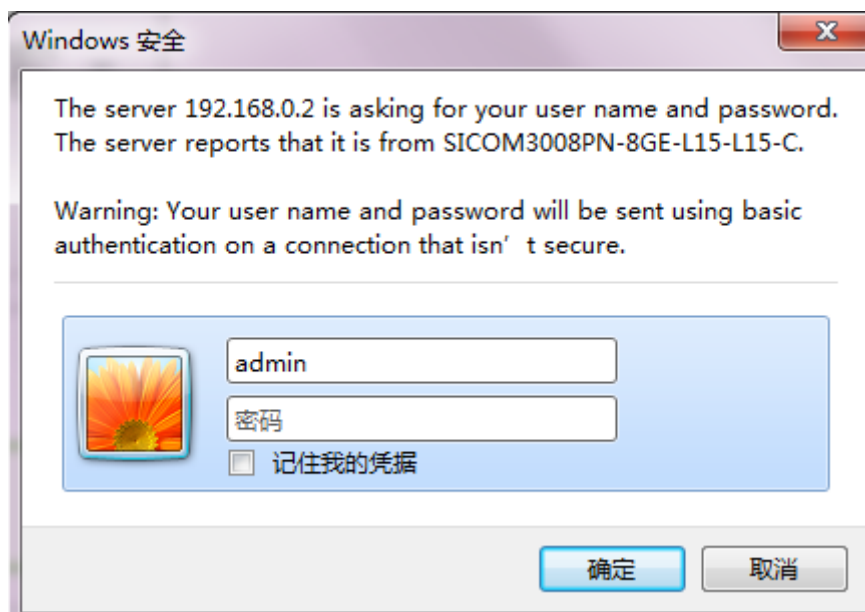 Windows 安全
The server 192.168.0.2 is asking for your user name and password.
The server reports that it is from SICOM3008PN-8GE-L15-L15-C.
Warning: Your user name and password will be sent using basic
authentication on a connection that isn’t secure.
admin
密码
记住我的凭据
确定
取消